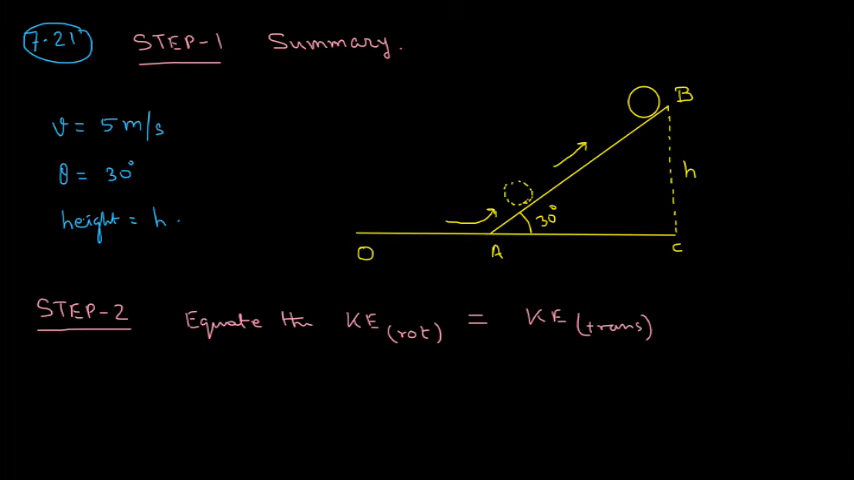 7.21 STEP-1 Summary.
v = 5 m/s
θ = 30°
height = h.
B
h
30°
O A C
STEP-2 Equate the KE(rot) = KE(trans)